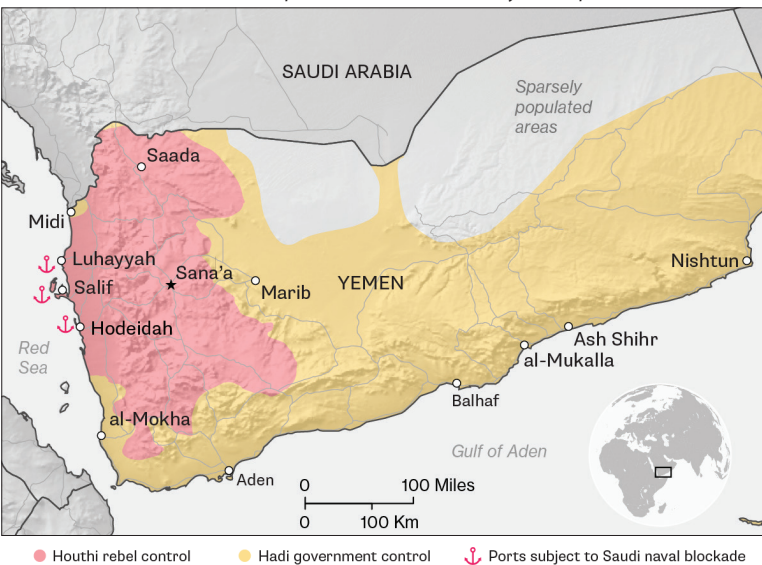 SAUDI ARABIA
Sparsely
populated
areas
Saada
Midi
Luhayyah
Sana'a
Salif
Marib
YEMEN
Nishtun
Hodeidah
Red
Sea
Ash Shihr
al-Mukalla
Balhaf
al-Mokha
Gulf of Aden
Aden
0 100 Miles
0 100 Km
Houthi rebel control Hadi government control Ports subject to Saudi naval blockade